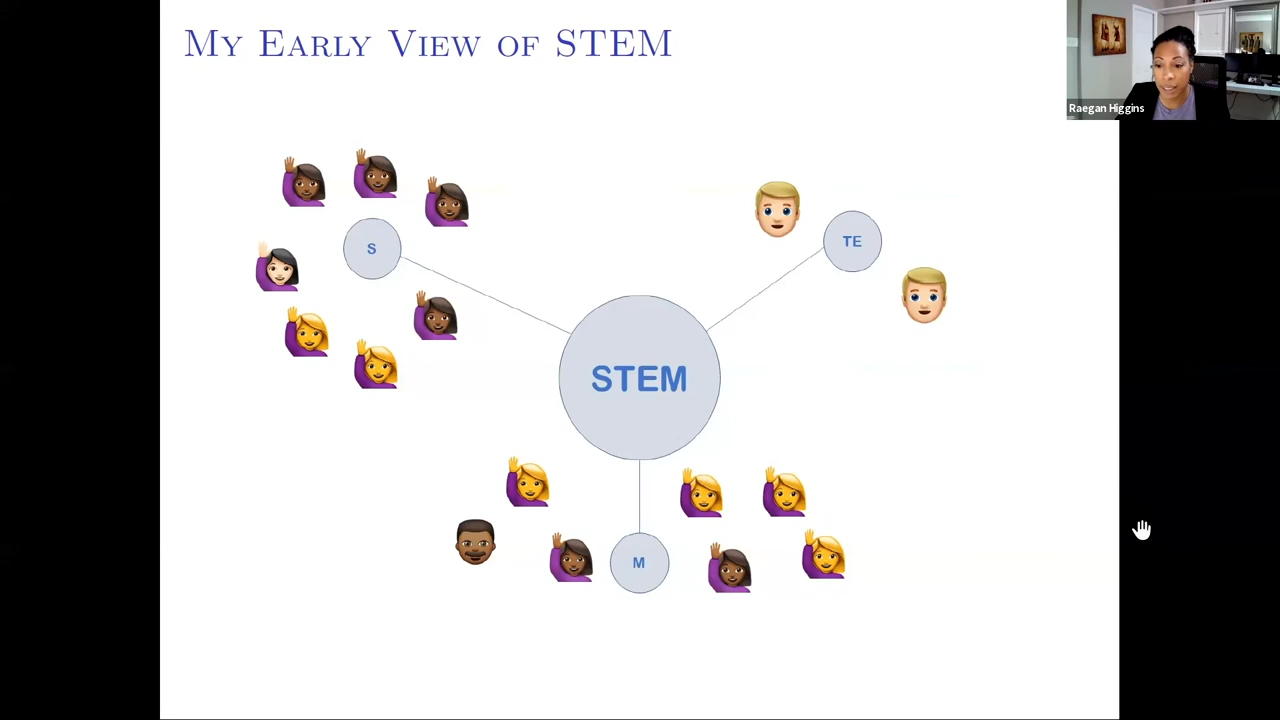 My Early View of STEM
Raegan Higgins
S
TE
STEM
M